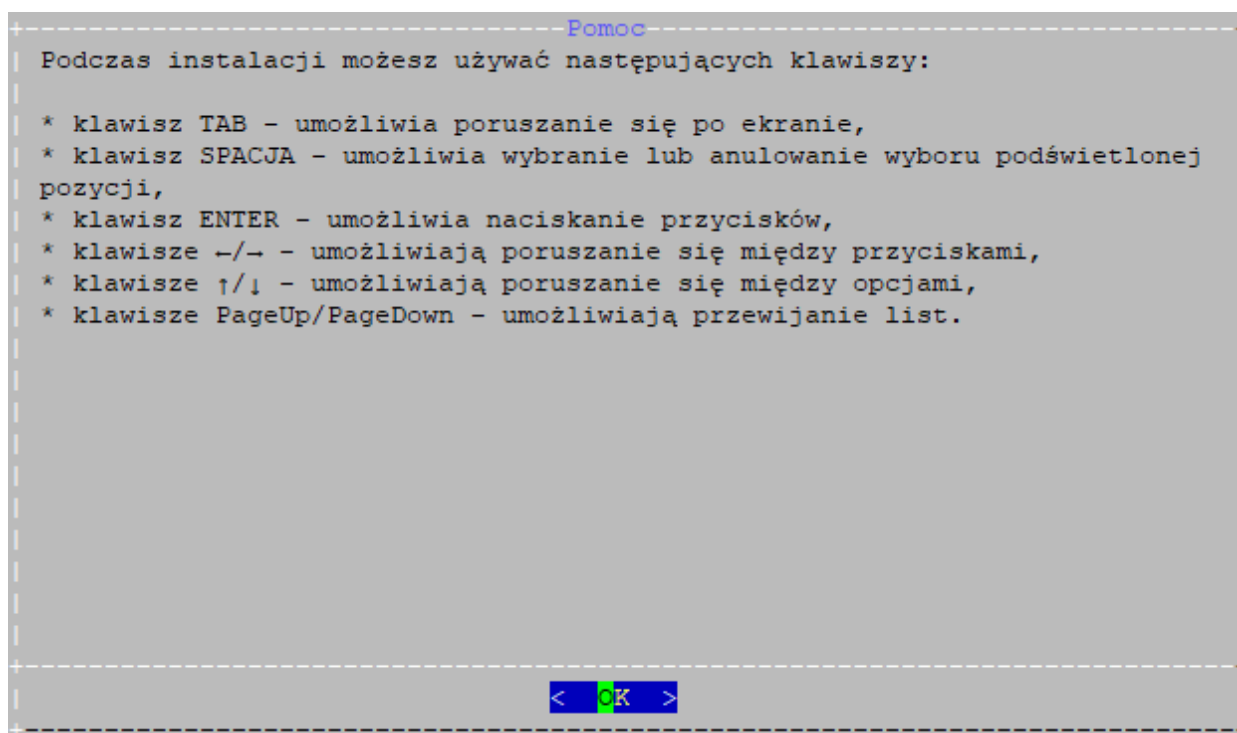 Pomoc
Podczas instalacji możesz używać następujących klawiszy:
* klawisz TAB - umożliwia poruszanie się po ekranie,
* klawisz SPACJA - umożliwia wybranie lub anulowanie wyboru podświetlonej
pozycji,
* klawisz ENTER - umożliwia naciskanie przycisków,
* klawisze ←/→ - umożliwiają poruszanie się między przyciskami,
* klawisze ↑/↓ - umożliwiają poruszanie się między opcjami,
* klawisze PageUp/PageDown - umożliwiają przewijanie list.
< OK >